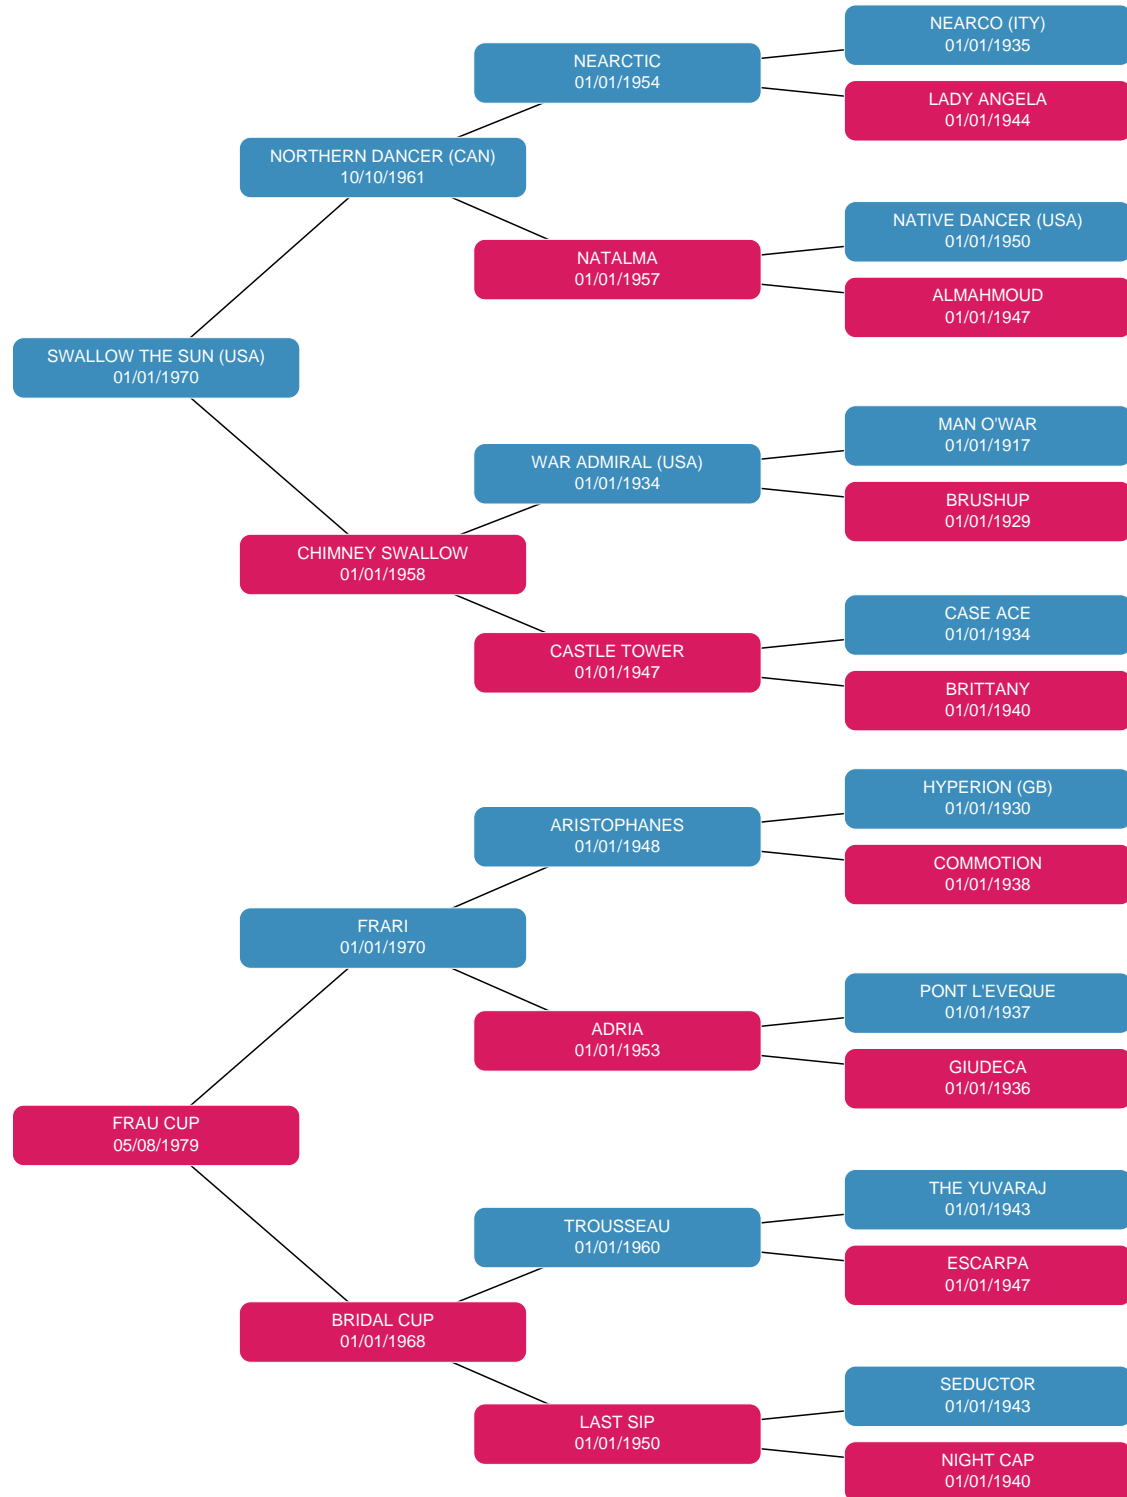 NEARCO (ITY)
01/01/1935
NEARCTIC
01/01/1954
LADY ANGELA
01/01/1944
NORTHERN DANCER (CAN)
10/10/1961
NATIVE DANCER (USA)
01/01/1950
NATALMA
01/01/1957
ALMAHMOUD
01/01/1947
SWALLOW THE SUN (USA)
01/01/1970
MAN O'WAR
01/01/1917
WAR ADMIRAL (USA)
01/01/1934
BRUSHUP
01/01/1929
CHIMNEY SWALLOW
01/01/1958
CASE ACE
01/01/1934
CASTLE TOWER
01/01/1947
BRITTANY
01/01/1940
HYPERION (GB)
01/01/1930
ARISTOPHANES
01/01/1948
COMMOTION
01/01/1938
FRARI
01/01/1970
PONT L'EVEQUE
01/01/1937
ADRIA
01/01/1953
GIUDECA
01/01/1936
FRAU CUP
05/08/1979
THE YUVARAJ
01/01/1943
TROUSSEAU
01/01/1960
ESCARPA
01/01/1947
BRIDAL CUP
01/01/1968
SEDUCTOR
01/01/1943
LAST SIP
01/01/1950
NIGHT CAP
01/01/1940